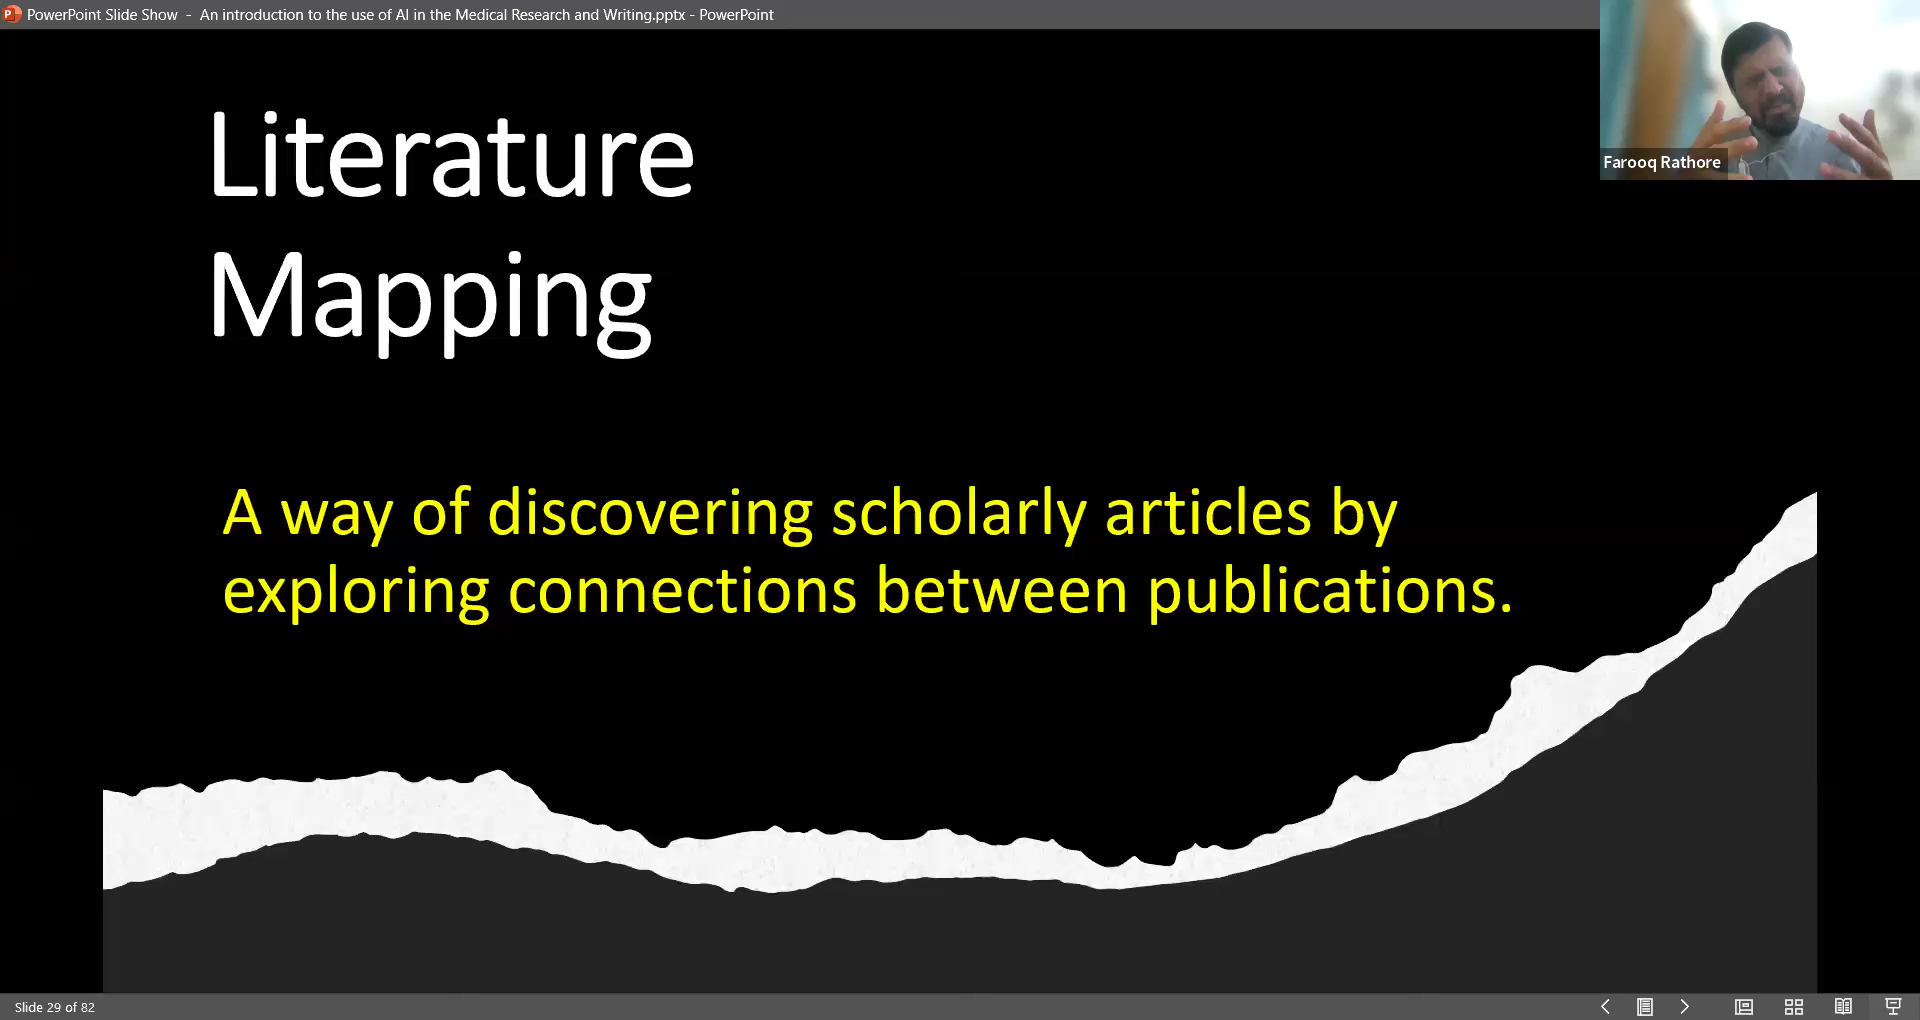 PowerPoint Slide Show - An introduction to the use of AI in the Medical Research and Writing.pptx - PowerPoint
Farooq Rathore
Literature
Mapping
A way of discovering scholarly articles by
exploring connections between publications.
Slide 29 of 82